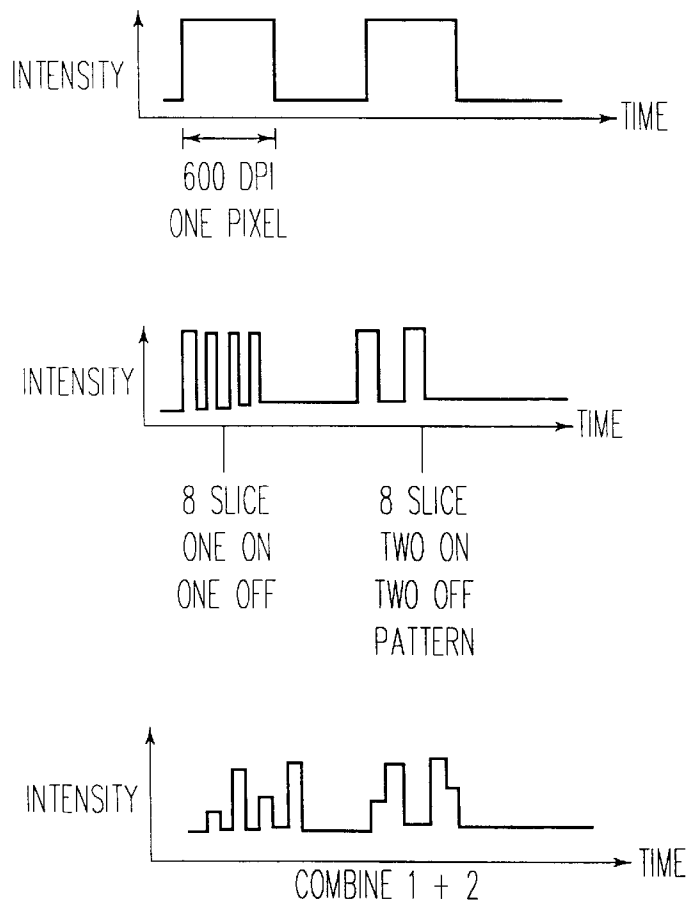 INTENSITY
TIME
600 DPI
ONE PIXEL
INTENSITY
TIME
8 SLICE
ONE ON
ONE OFF
8 SLICE
TWO ON
TWO OFF
PATTERN
INTENSITY
TIME
COMBINE 1 + 2